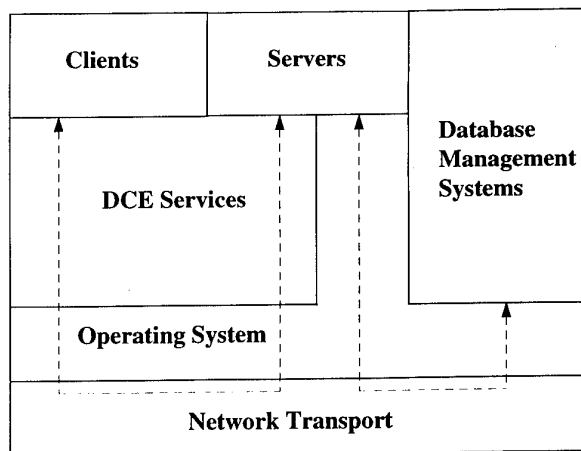 Clients
Servers
Database
Management
Systems
DCE Services
Operating System
Network Transport